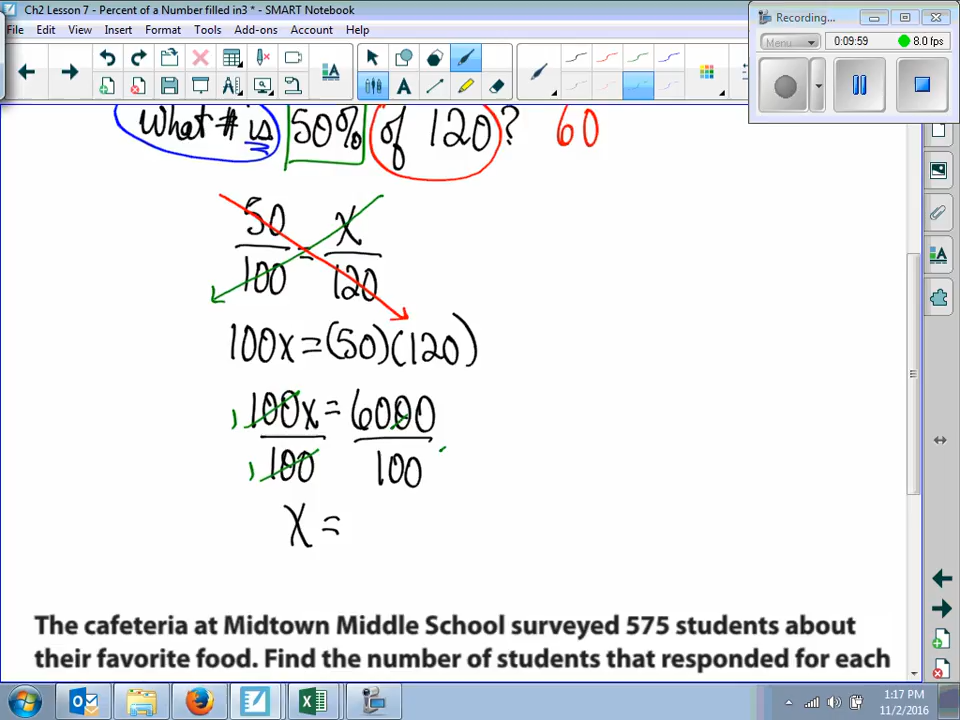 Ch2 Lesson 7 - Percent of a Number filled in3 * - SMART Notebook
File Edit View Insert Format Tools Add-ons Account Help
Recording...
Menu
0:09:59 8.0 fps
What # is 50% of 120? 60
50 = x
100 120
100x = (50)(120)
1 100x = 6000
1 100 100
x =
The cafeteria at Midtown Middle School surveyed 575 students about
their favorite food. Find the number of students that responded for each
1:17 PM
11/2/2016